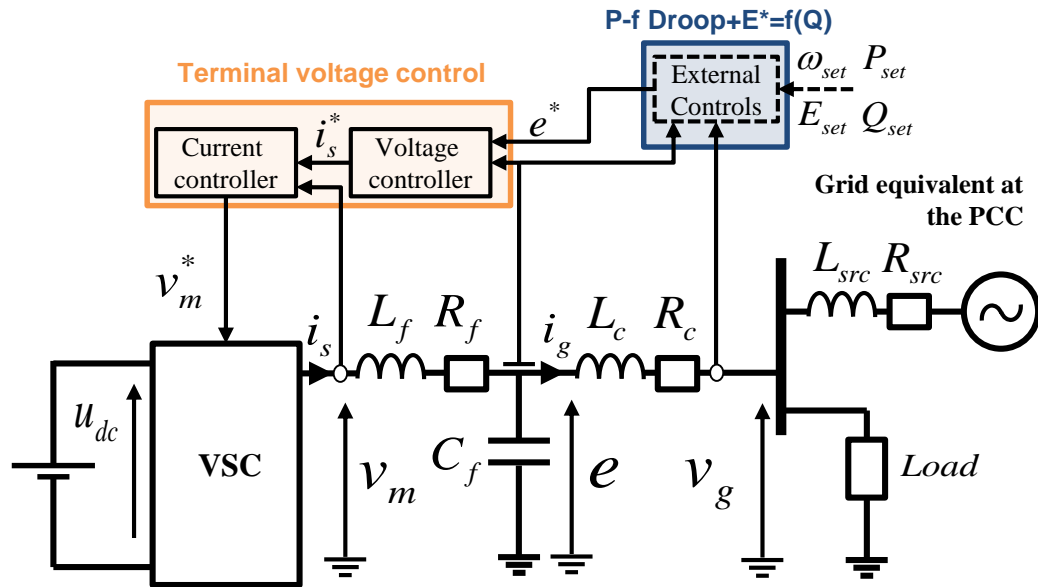 P-f Droop+E*=f(Q)
Terminal voltage control
External
Controls
ω_set P_set
E_set Q_set
e*
i_s*
Current
controller
Voltage
controller
Grid equivalent at
the PCC
L_src R_src
v_m*
i_s
L_f R_f
i_g
L_c R_c
u_dc
VSC
v_m
C_f
e
v_g
Load